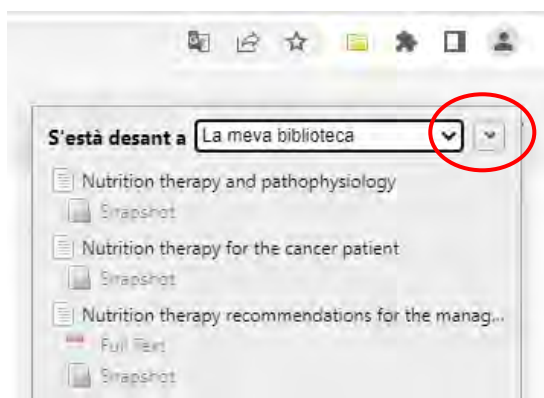 S'està desant a La meva biblioteca
Nutrition therapy and pathophysiology
Snapshot
Nutrition therapy for the cancer patient
Snapshot
Nutrition therapy recommendations for the manag...
Full Text
Snapshot